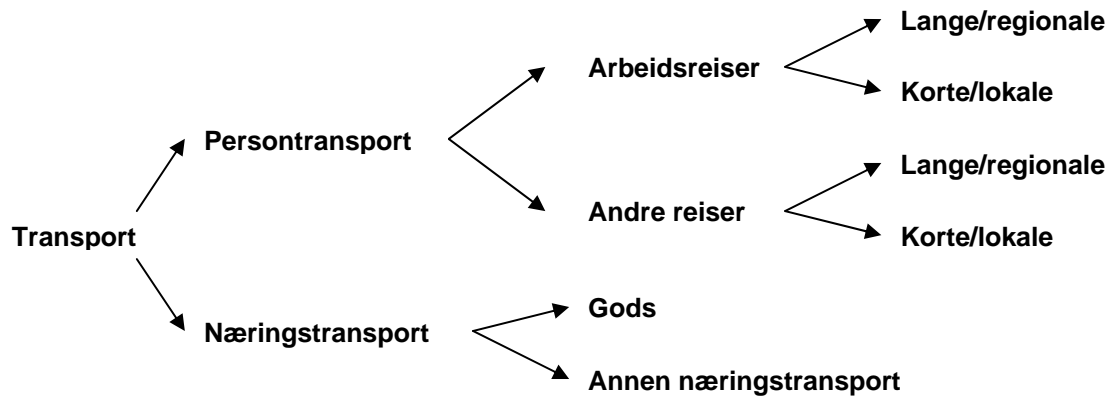 Lange/regionale
Arbeidsreiser
Korte/lokale
Persontransport
Lange/regionale
Andre reiser
Korte/lokale
Transport
Gods
Næringstransport
Annen næringstransport